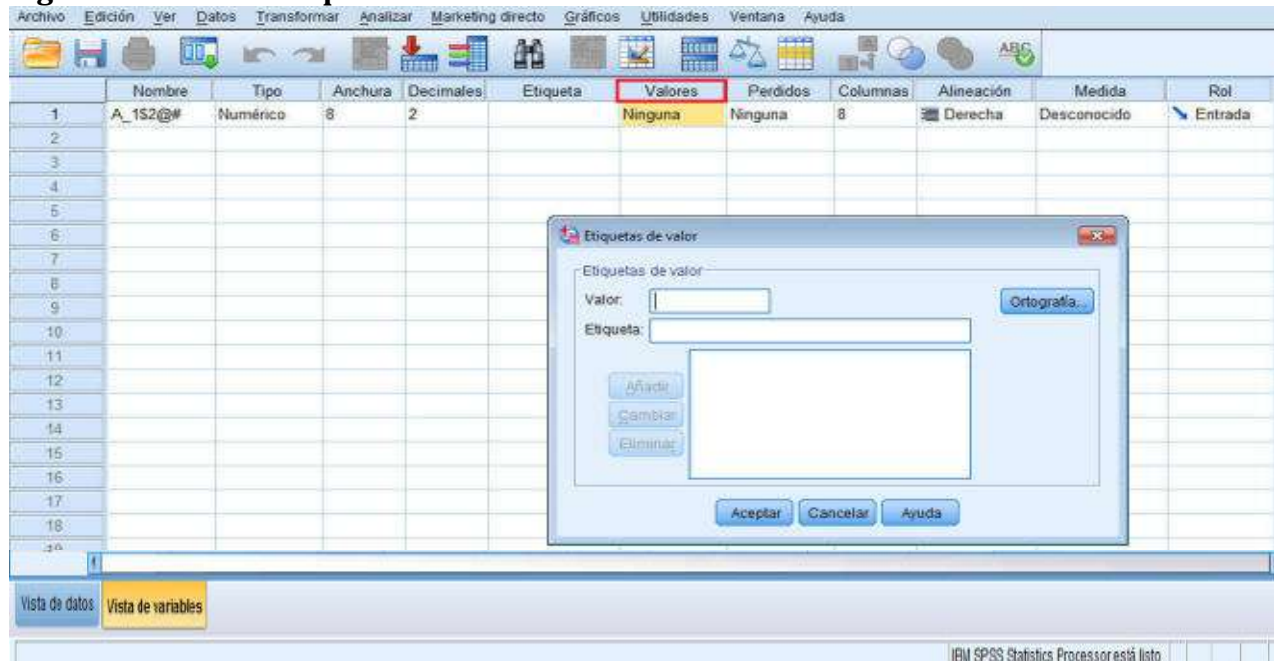 Archivo Edición Ver Datos Transformar Analizar Marketing directo Gráficos Utilidades Ventana Ayuda
Nombre Tipo Anchura Decimales Etiqueta Valores Perdidos Columnas Alineación Medida Rol
1 A_1$2@# Numérico 8 2 Ninguna Ninguna 8 Derecha Desconocido Entrada
2
3
4
5
6
7
8
9
10
11
12
13
14
15
16
17
18
19
Etiquetas de valor
Etiquetas de valor
Valor:
Ortografía...
Etiqueta:
Añadir
Cambiar
Eliminar
Aceptar Cancelar Ayuda
Vista de datos Vista de variables
IBM SPSS Statistics Processor está listo